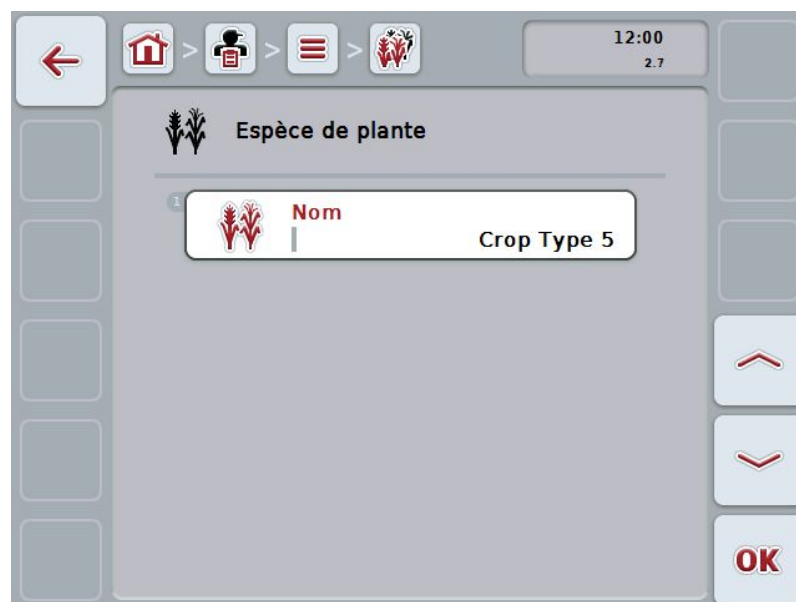 > > >
12:00
2.7
Espèce de plante
1
Nom
Crop Type 5
OK